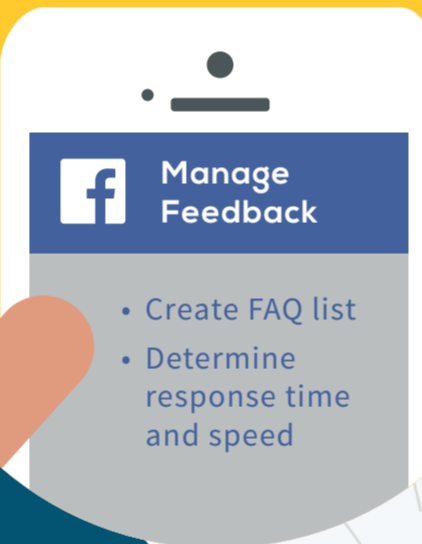 Manage
Feedback
• Create FAQ list
• Determine
response time
and speed